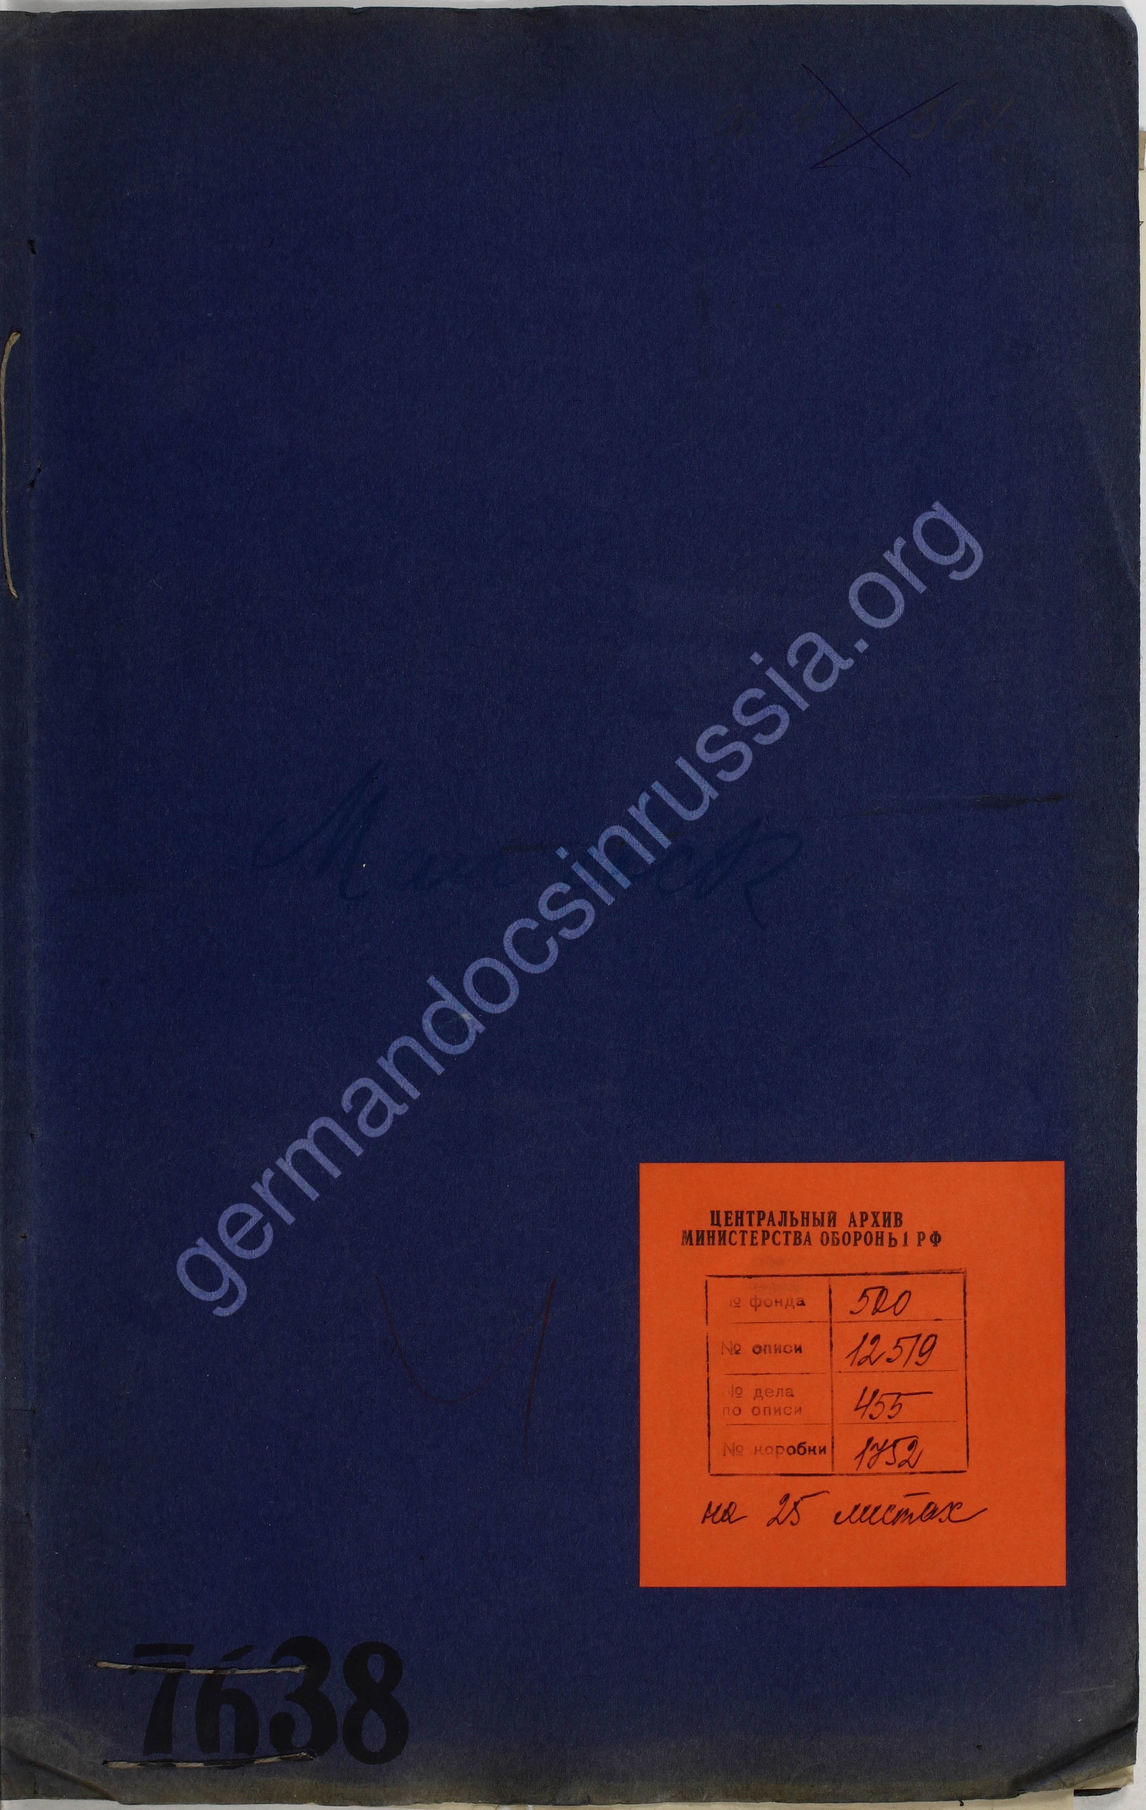 germandocsinrussia.org
ЦЕНТРАЛЬНЫЙ АРХИВ
МИНИСТЕРСТВА ОБОРОНЫ РФ
№ фонда 500
№ описи 12519
№ дела
по описи 455
№ коробки 1752
на 25 листах
7638